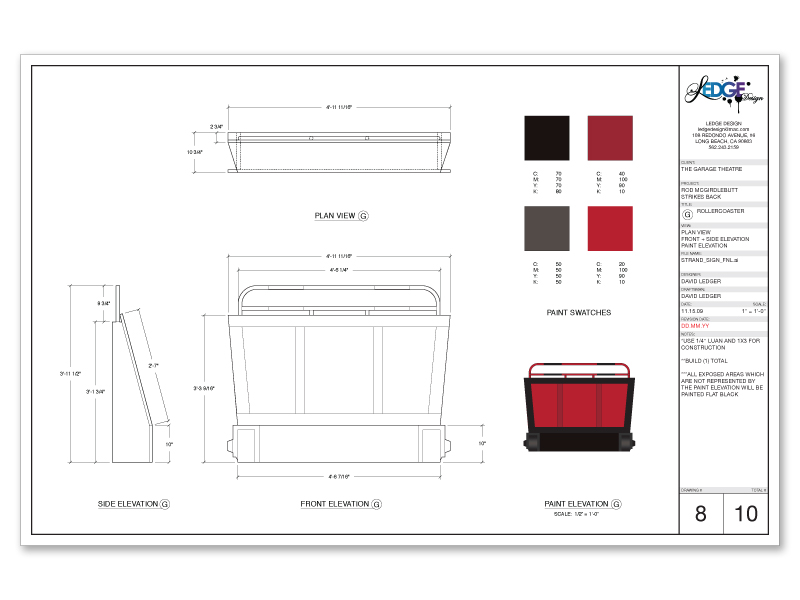 4'-11 11/16"
2 3/4"
10 3/4"
PLAN VIEW G
4'-11 11/16"
4'-6 1/4"
3'-3 9/16"
10"
4'-6 7/16"
FRONT ELEVATION G
3'-11 1/2"
9 3/4"
3'-1 3/4"
2'-7"
10"
SIDE ELEVATION G
C: 70
M: 70
Y: 70
K: 80
C: 40
M: 100
Y: 90
K: 10
C: 50
M: 50
Y: 50
K: 50
C: 20
M: 100
Y: 90
K: 10
PAINT SWATCHES
PAINT ELEVATION G
SCALE: 1/2"= 1'-0"
LEDGE
Design
LEDGE DESIGN
ledgedesign@mac.com
109 REDONDO AVENUE, #6
LONG BEACH, CA 90803
562.243.2159
CLIENT:
THE GARAGE THEATRE
PROJECT:
ROD MCGIRDLEBUTT
STRIKES BACK
TITLE:
G ROLLERCOASTER
VIEW:
PLAN VIEW
FRONT + SIDE ELEVATION
PAINT ELEVATION
FILE NAME:
STRAND_SIGN_FNL.ai
DESIGNER:
DAVID LEDGER
DRAFTSMAN:
DAVID LEDGER
DATE: SCALE:
11.15.09 1" = 1'-0"
REVISION DATE:
DD.MM.YY
NOTES:
*USE 1/4" LUAN AND 1X3 FOR
CONSTRUCTION
**BUILD (1) TOTAL
***ALL EXPOSED AREAS WHICH
ARE NOT REPRESENTED BY
THE PAINT ELEVATION WILL BE
PAINTED FLAT BLACK
DRAWING # TOTAL #
8 10